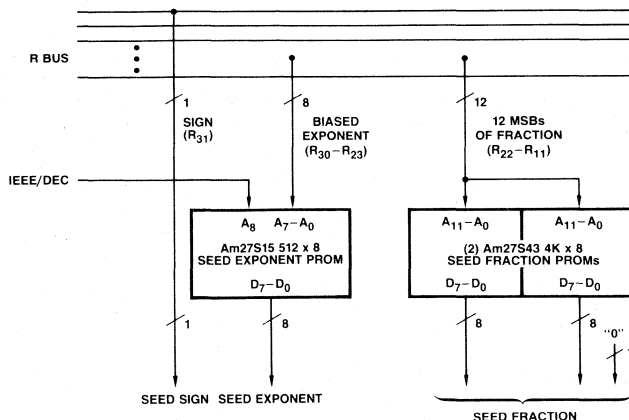 R BUS
1
8
12
SIGN
(R31)
BIASED
EXPONENT
(R30-R23)
12 MSBs
OF FRACTION
(R22-R11)
IEEE/DEC
A8 A7-A0
Am27S15 512 x 8
SEED EXPONENT PROM
D7-D0
A11-A0 A11-A0
(2) Am27S43 4K x 8
SEED FRACTION PROMs
D7-D0 D7-D0
1
8
8
8
"0"
SEED SIGN SEED EXPONENT
SEED FRACTION